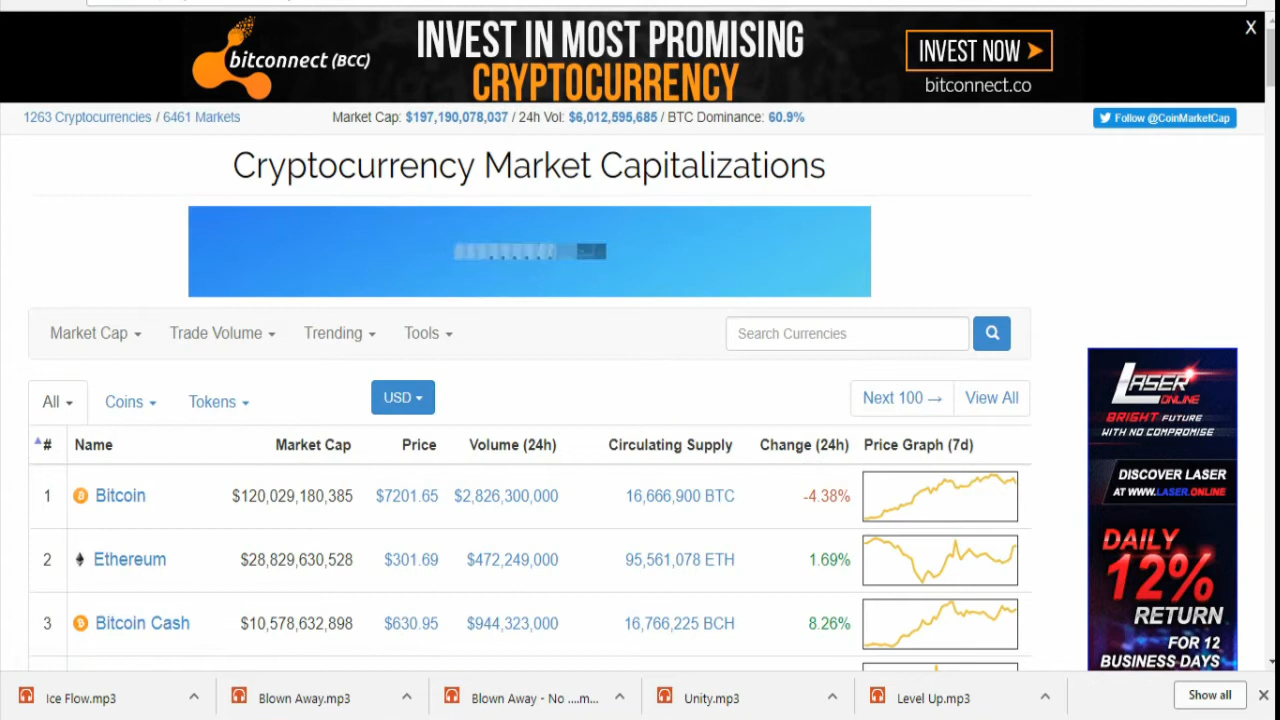 bitconnect (BCC)
INVEST IN MOST PROMISING
CRYPTOCURRENCY
INVEST NOW
bitconnect.co
X
1263 Cryptocurrencies / 6461 Markets
Market Cap: $197,190,078,037 / 24h Vol: $6,012,595,685 / BTC Dominance: 60.9%
Follow @CoinMarketCap
Cryptocurrency Market Capitalizations
Market Cap
Trade Volume
Trending
Tools
Search Currencies
All
Coins
Tokens
USD
Next 100 →
View All
# Name Market Cap Price Volume (24h) Circulating Supply Change (24h) Price Graph (7d)
1 Bitcoin $120,029,180,385 $7201.65 $2,826,300,000 16,666,900 BTC -4.38%
2 Ethereum $28,829,630,528 $301.69 $472,249,000 95,561,078 ETH 1.69%
3 Bitcoin Cash $10,578,632,898 $630.95 $944,323,000 16,766,225 BCH 8.26%
LASER
ONLINE
BRIGHT FUTURE
WITH NO COMPROMISE
DISCOVER LASER
AT WWW.LASER.ONLINE
DAILY
12%
RETURN
FOR 12
BUSINESS DAYS
Ice Flow.mp3
Blown Away.mp3
Blown Away - No ....m...
Unity.mp3
Level Up.mp3
Show all